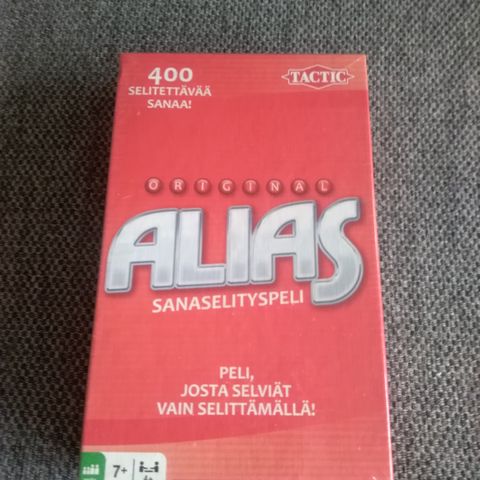 400
SELITETTÄVÄÄ
SANAA!
TACTIC
ORIGINAL
ALIAS
SANASELITYSPELI
PELI,
JOSTA SELVIÄT
VAIN SELITTÄMÄLLÄ!
7+